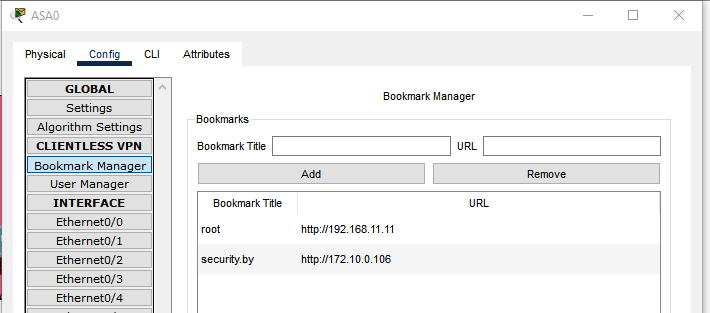 ASA0
Physical Config CLI Attributes
GLOBAL
Settings
Algorithm Settings
CLIENTLESS VPN
Bookmark Manager
User Manager
INTERFACE
Ethernet0/0
Ethernet0/1
Ethernet0/2
Ethernet0/3
Ethernet0/4
Bookmark Manager
Bookmarks
Bookmark Title URL
Add Remove
Bookmark Title URL
root http://192.168.11.11
security.by http://172.10.0.106